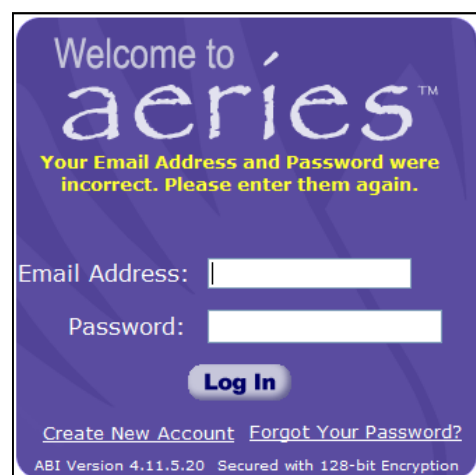 Welcome to
aeríes™
Your Email Address and Password were
incorrect. Please enter them again.
Email Address:
Password:
Log In
Create New Account Forgot Your Password?
ABI Version 4.11.5.20 Secured with 128-bit Encryption